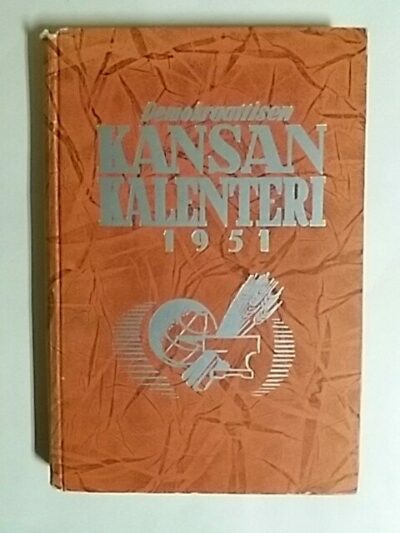 Demokraattisen
KANSAN
KALENTERI
1951